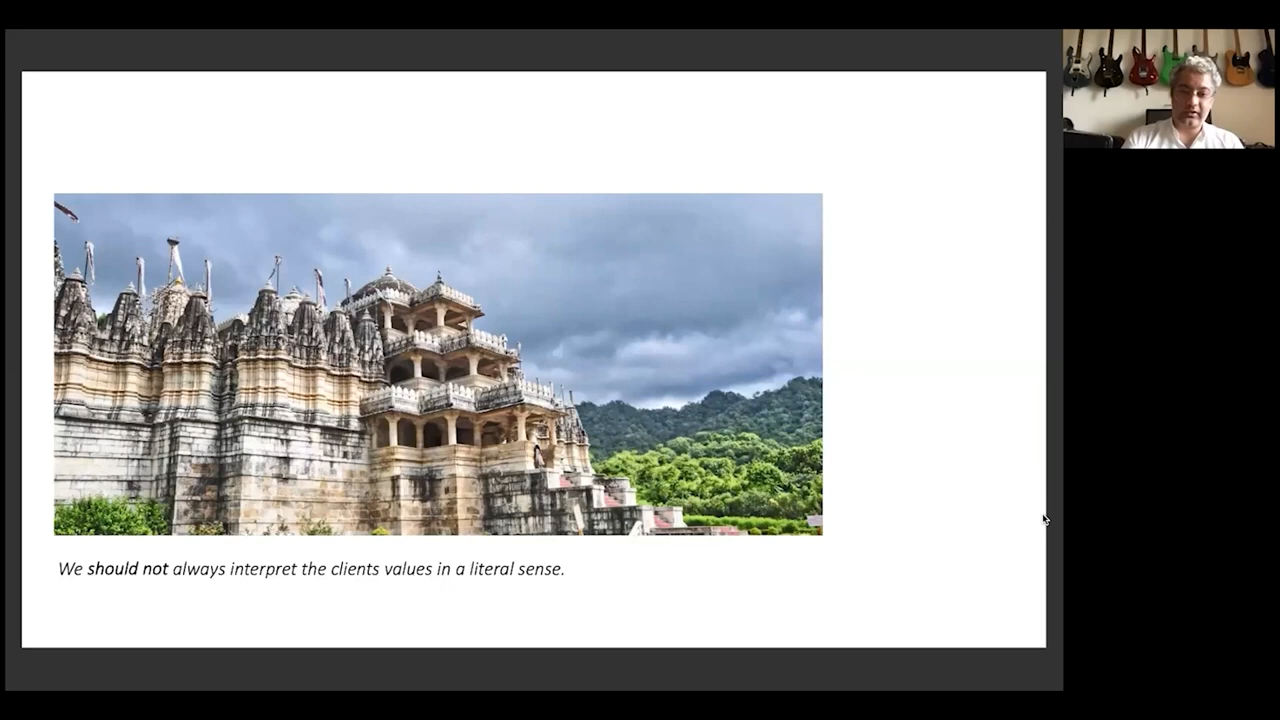 We should not always interpret the clients values in a literal sense.